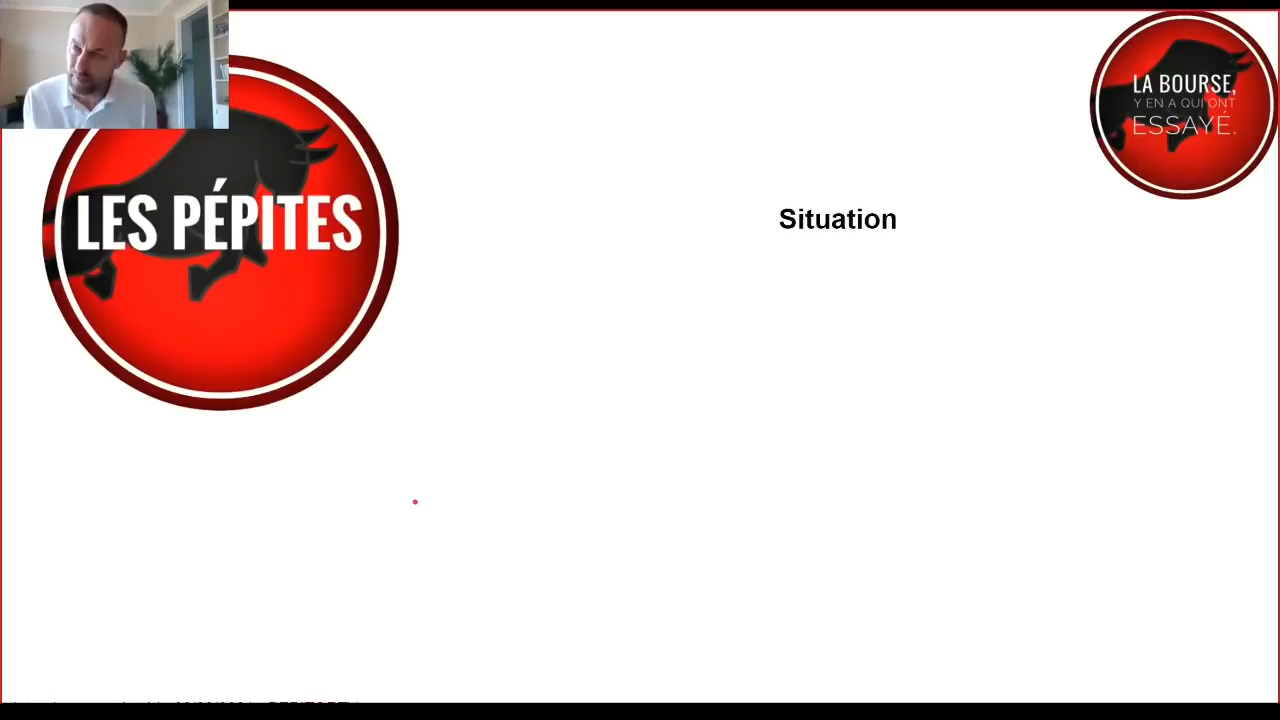 LES PÉPITES
LA BOURSE,
Y EN A QUI ONT
ESSAYÉ.
Situation